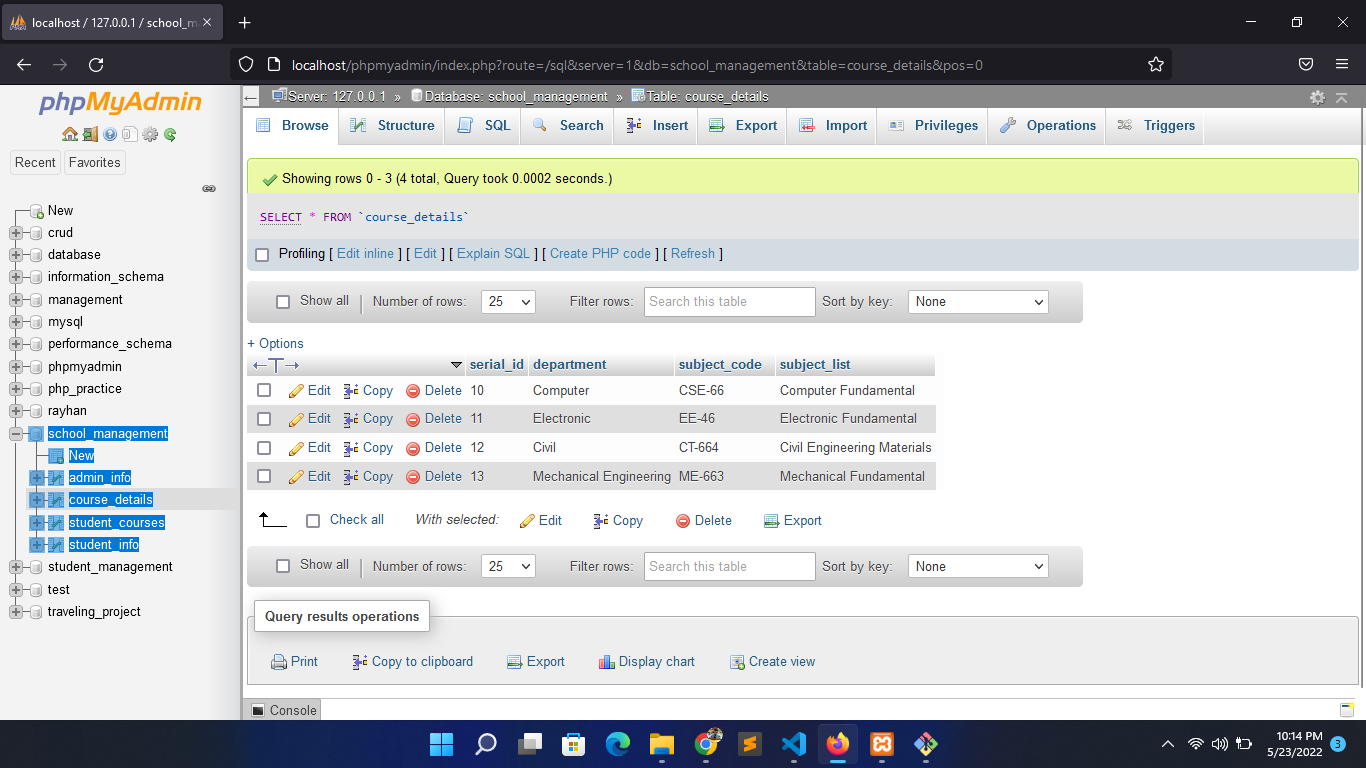 localhost / 127.0.0.1 / school_m
localhost/phpmyadmin/index.php?route=/sql&server=1&db=school_management&table=course_details&pos=0
phpMyAdmin
Recent Favorites
New
crud
database
information_schema
management
mysql
performance_schema
phpmyadmin
php_practice
rayhan
school_management
New
admin_info
course_details
student_courses
student_info
student_management
test
traveling_project
Server: 127.0.0.1 » Database: school_management » Table: course_details
Browse Structure SQL Search Insert Export Import Privileges Operations Triggers
Showing rows 0 - 3 (4 total, Query took 0.0002 seconds.)
SELECT * FROM `course_details`
Profiling [ Edit inline ] [ Edit ] [ Explain SQL ] [ Create PHP code ] [ Refresh ]
Show all Number of rows: 25 Filter rows: Search this table Sort by key: None
+ Options
serial_id department subject_code subject_list
Edit Copy Delete 10 Computer CSE-66 Computer Fundamental
Edit Copy Delete 11 Electronic EE-46 Electronic Fundamental
Edit Copy Delete 12 Civil CT-664 Civil Engineering Materials
Edit Copy Delete 13 Mechanical Engineering ME-663 Mechanical Fundamental
Check all With selected: Edit Copy Delete Export
Show all Number of rows: 25 Filter rows: Search this table Sort by key: None
Query results operations
Print Copy to clipboard Export Display chart Create view
Console
10:14 PM
5/23/2022
3